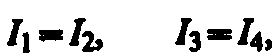 I₁ = I₂, I₃ = I₄,